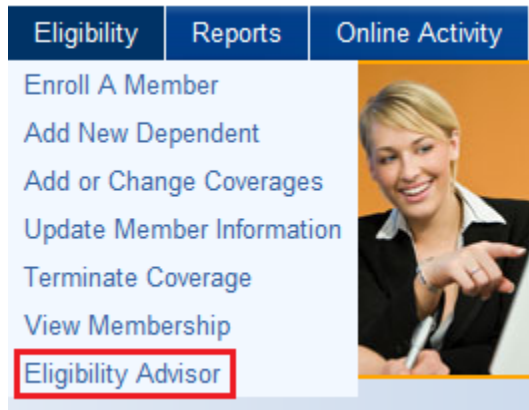 Eligibility
Reports
Online Activity
Enroll A Member
Add New Dependent
Add or Change Coverages
Update Member Information
Terminate Coverage
View Membership
Eligibility Advisor